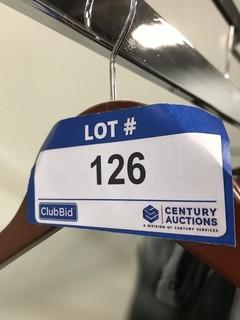 LOT #
126
ClubBid
CENTURY
AUCTIONS
A DIVISION OF CENTURY SERVICES